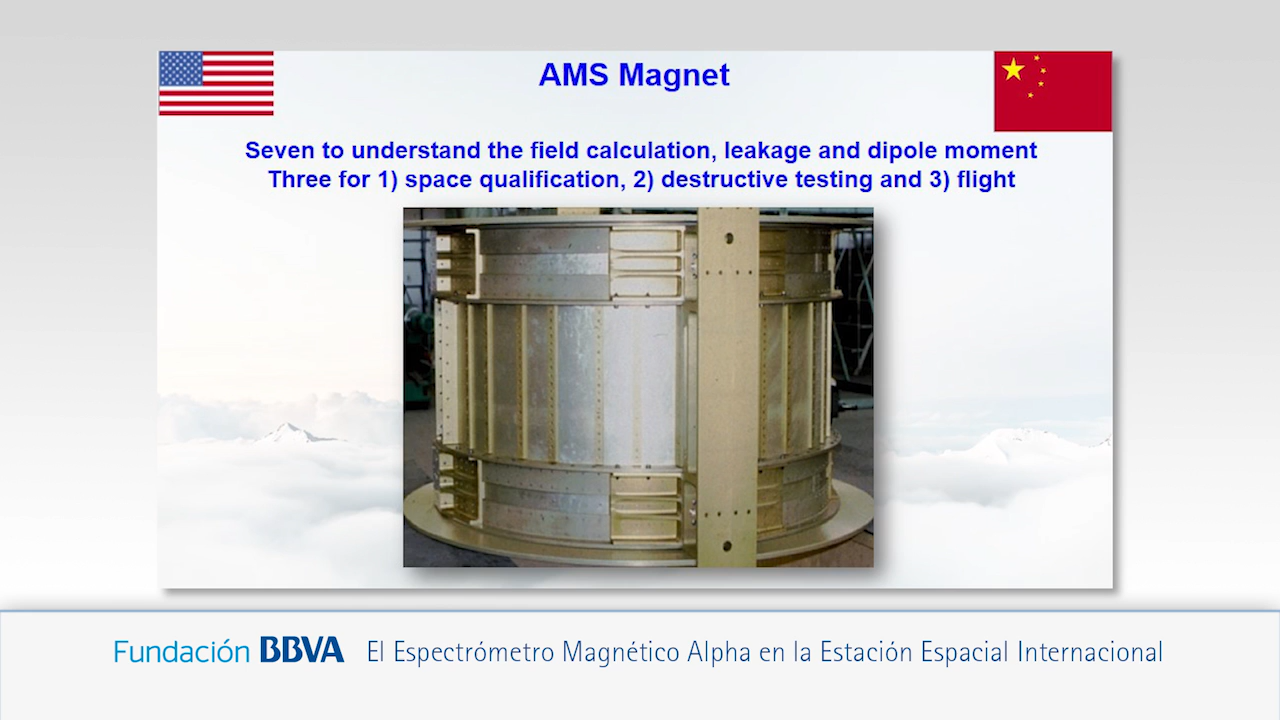 AMS Magnet
Seven to understand the field calculation, leakage and dipole moment
Three for 1) space qualification, 2) destructive testing and 3) flight
Fundación BBVA El Espectrómetro Magnético Alpha en la Estación Espacial Internacional